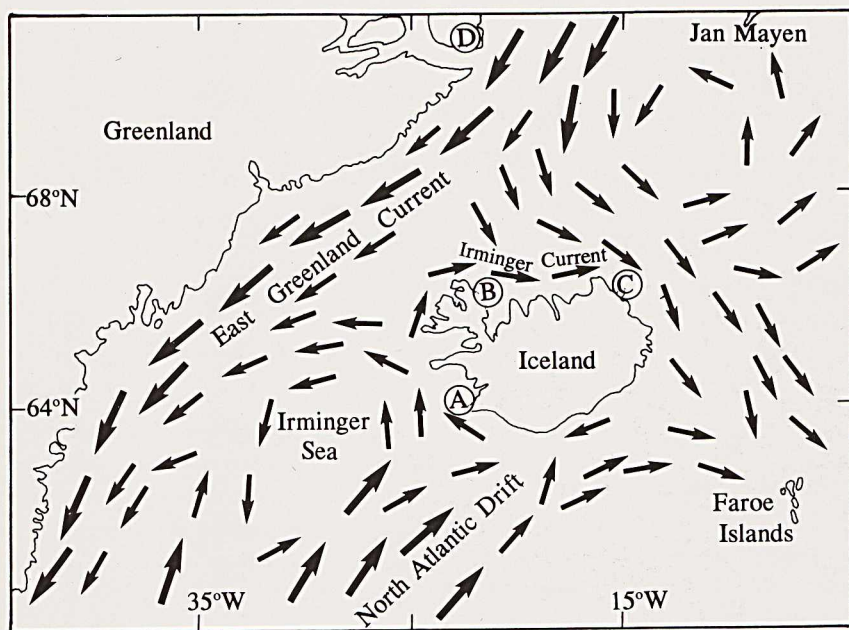 D
Jan Mayen
Greenland
68°N
East Greenland Current
Irminger Current
B
C
Iceland
64°N
A
Irminger
Sea
North Atlantic Drift
Faroe
Islands
35°W
15°W